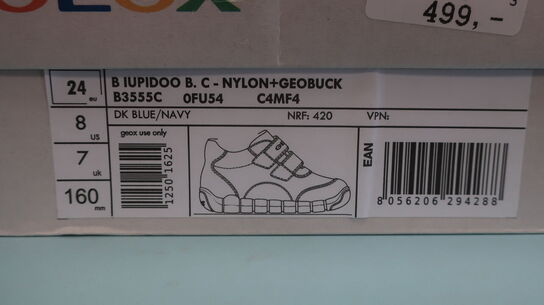 GEOX
499,-
24 eu
B IUPIDOO B. C - NYLON+GEOBUCK
B3555C 0FU54 C4MF4
8 us
DK BLUE/NAVY NRF: 420 VPN:
geox use only
7 uk
160 mm
1250 1625
EAN
8 056206 294288